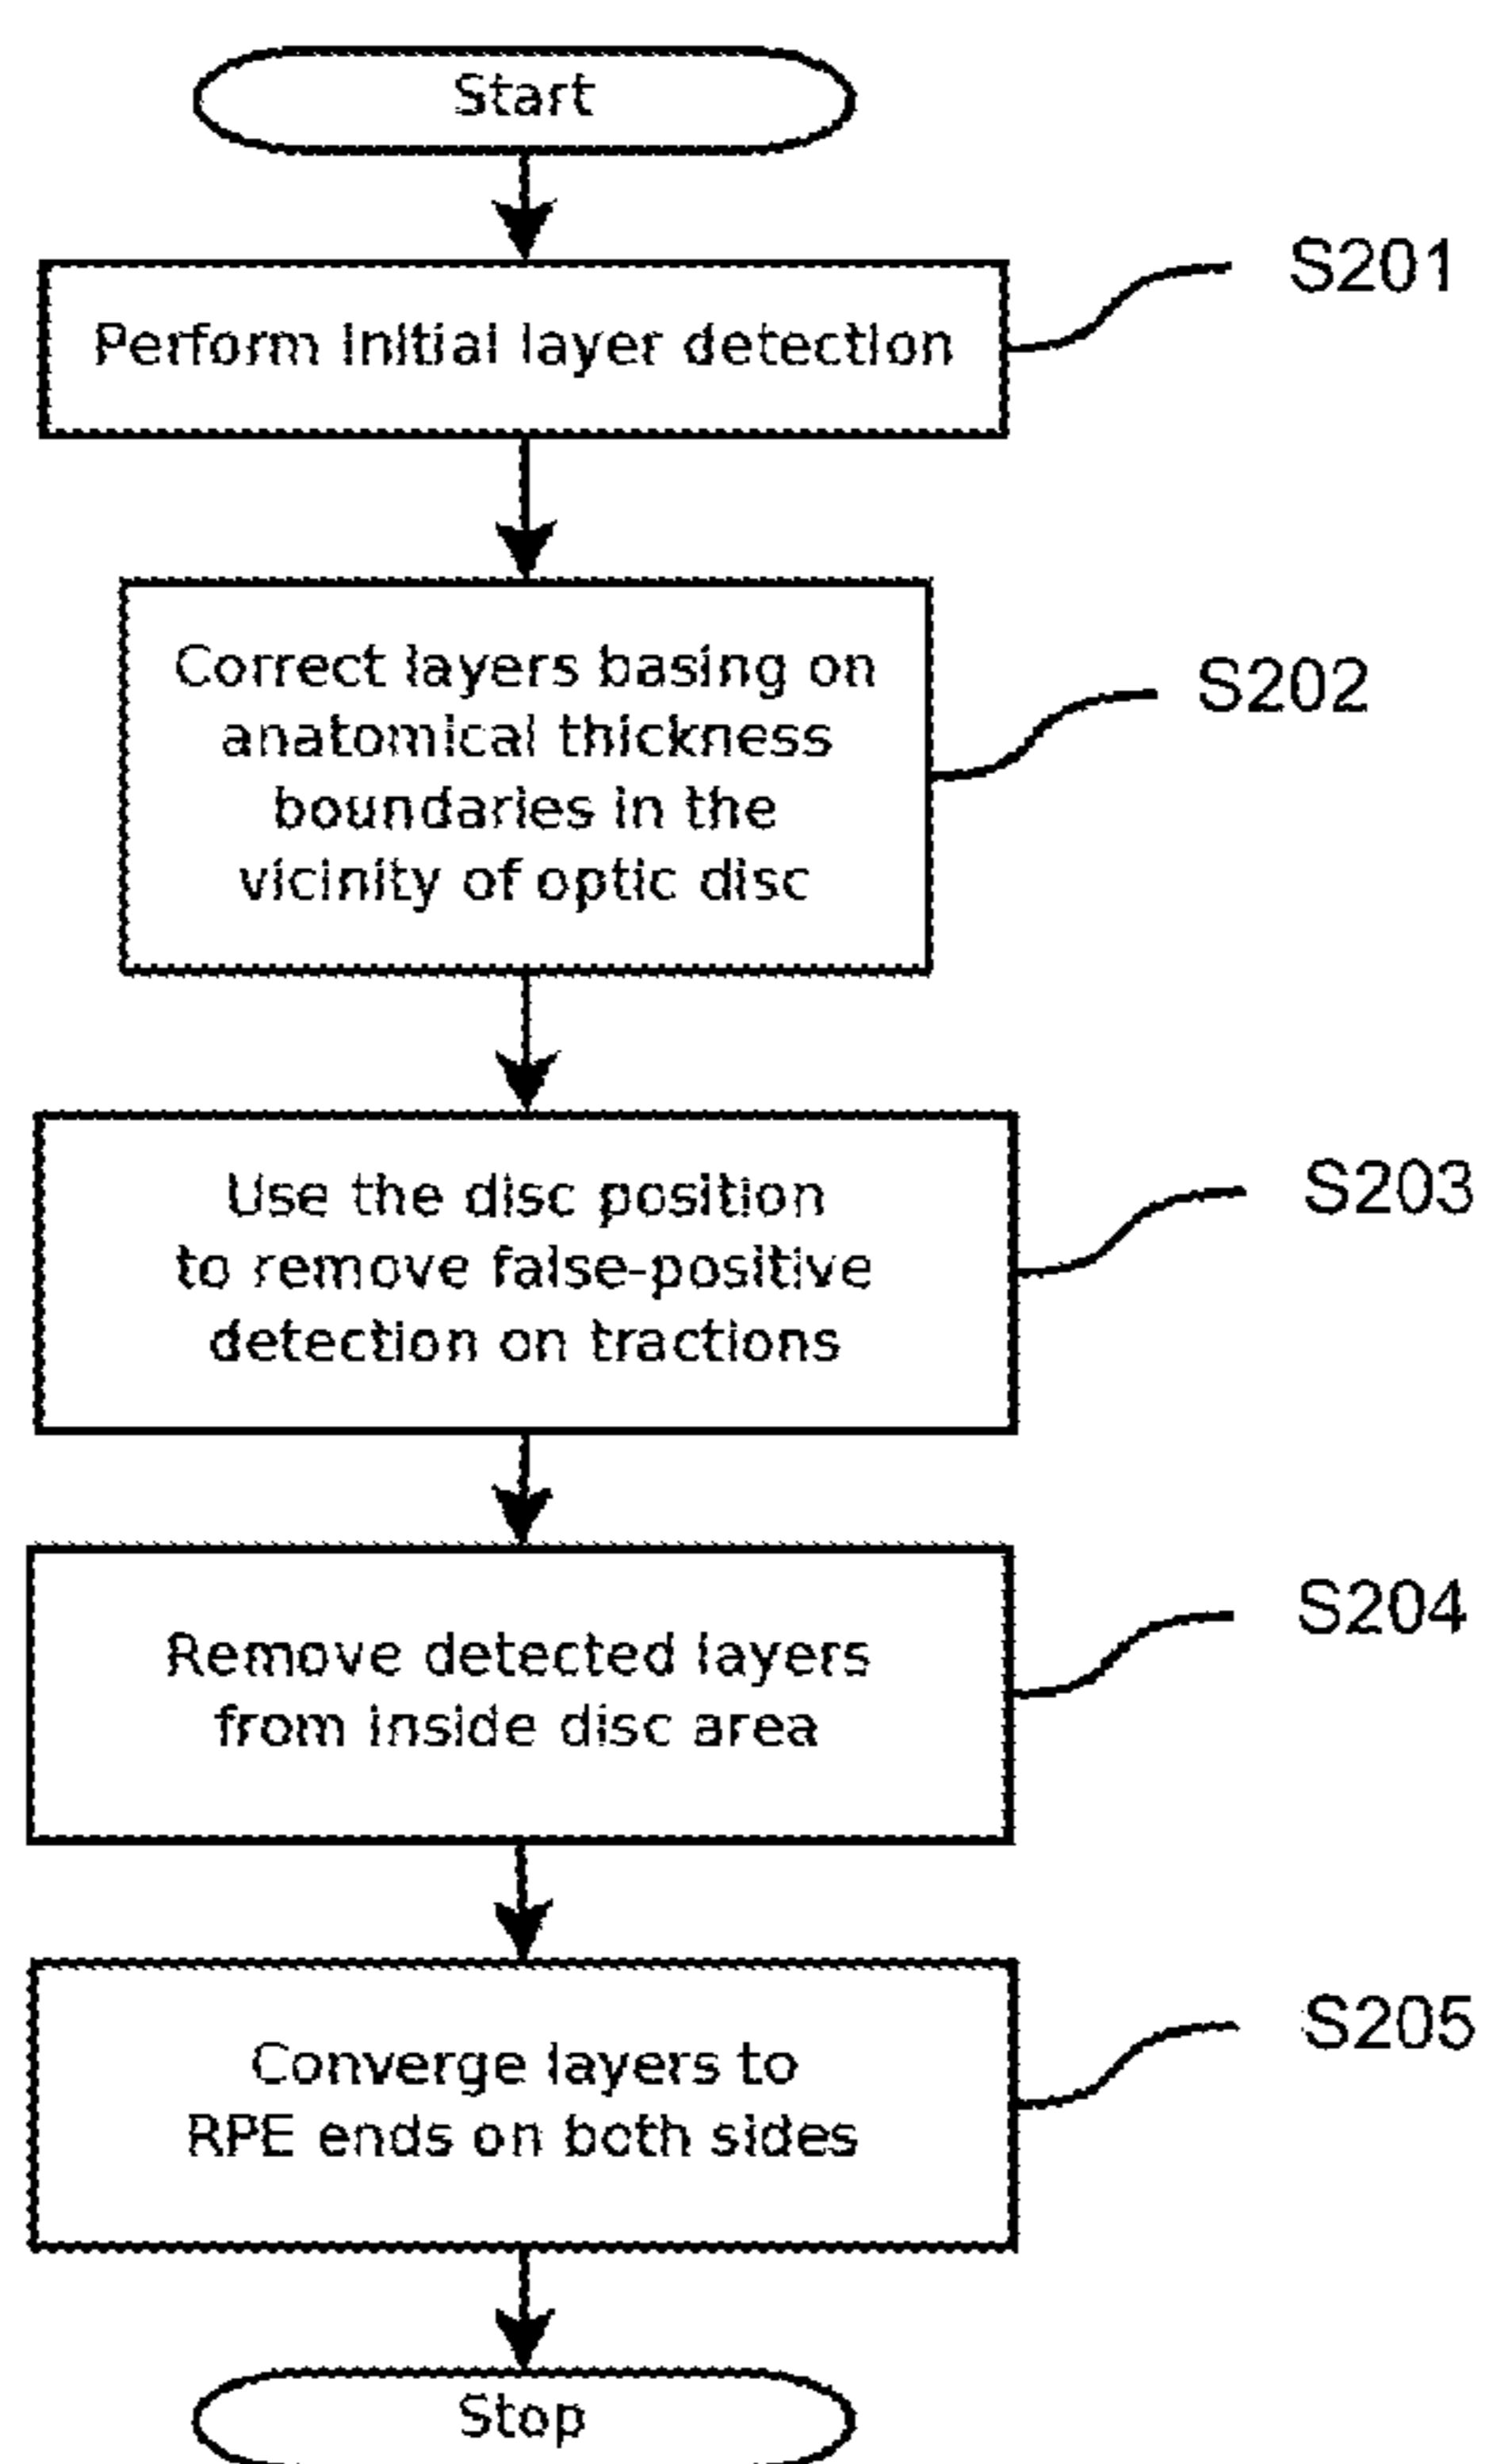 Start
S201
Perform initial layer detection
S202
Correct layers basing on
anatomical thickness
boundaries in the
vicinity of optic disc
S203
Use the disc position
to remove false-positive
detection on tractions
S204
Remove detected layers
from inside disc area
S205
Converge layers to
RPE ends on both sides
Stop